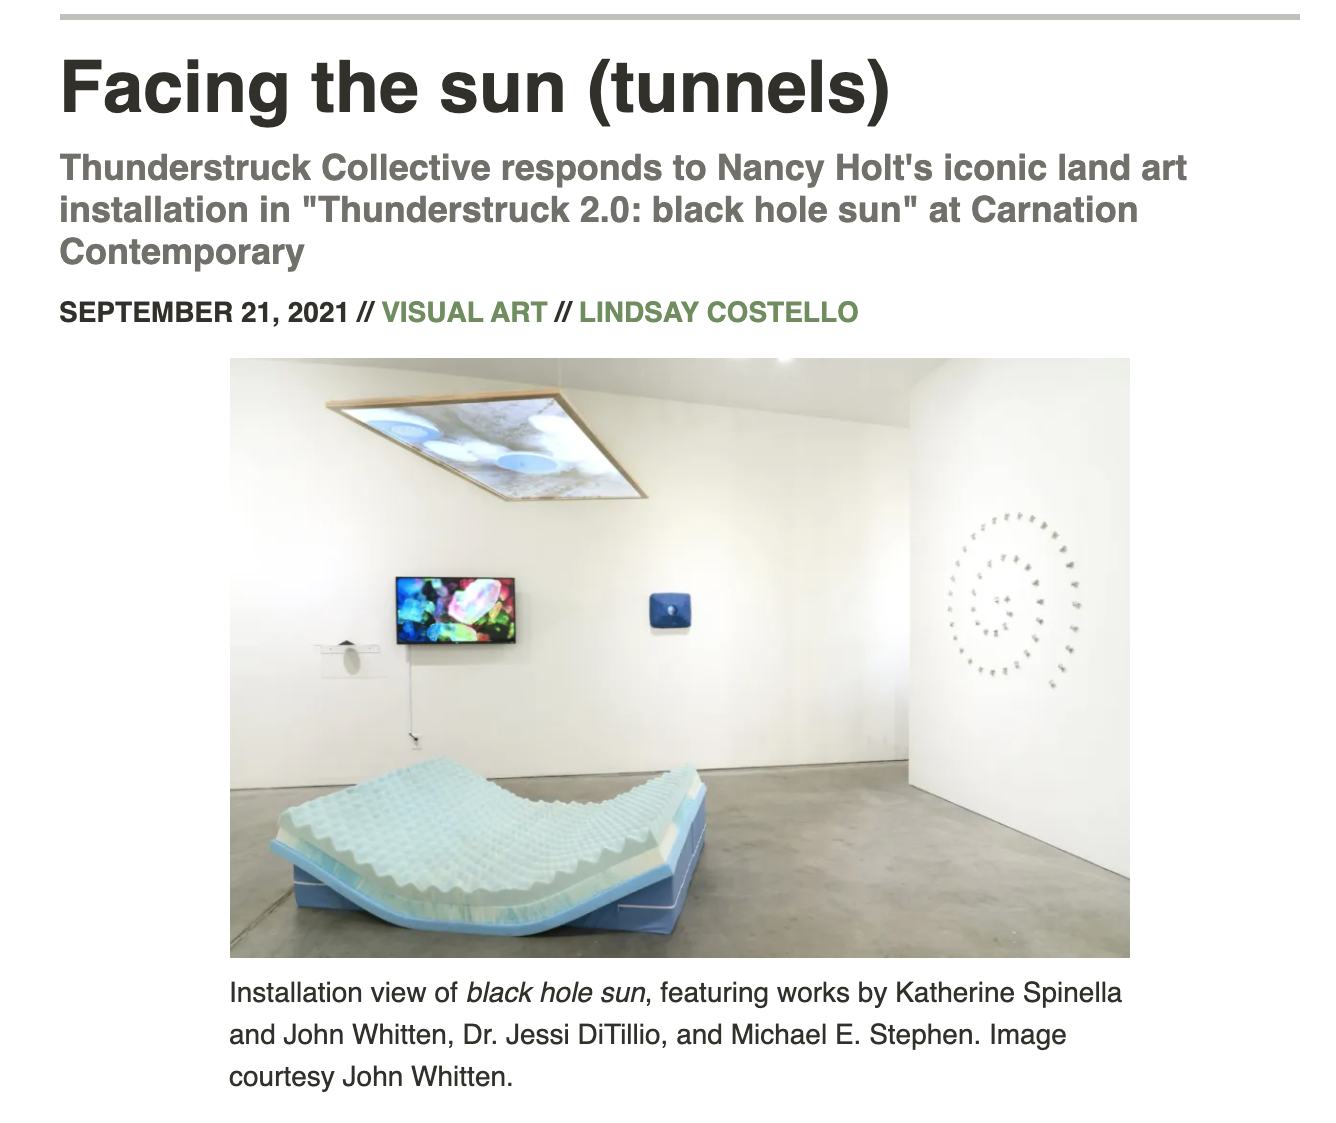 Facing the sun (tunnels)
Thunderstruck Collective responds to Nancy Holt's iconic land art
installation in "Thunderstruck 2.0: black hole sun" at Carnation
Contemporary
SEPTEMBER 21, 2021 // VISUAL ART // LINDSAY COSTELLO
Installation view of black hole sun, featuring works by Katherine Spinella
and John Whitten, Dr. Jessi DiTillio, and Michael E. Stephen. Image
courtesy John Whitten.